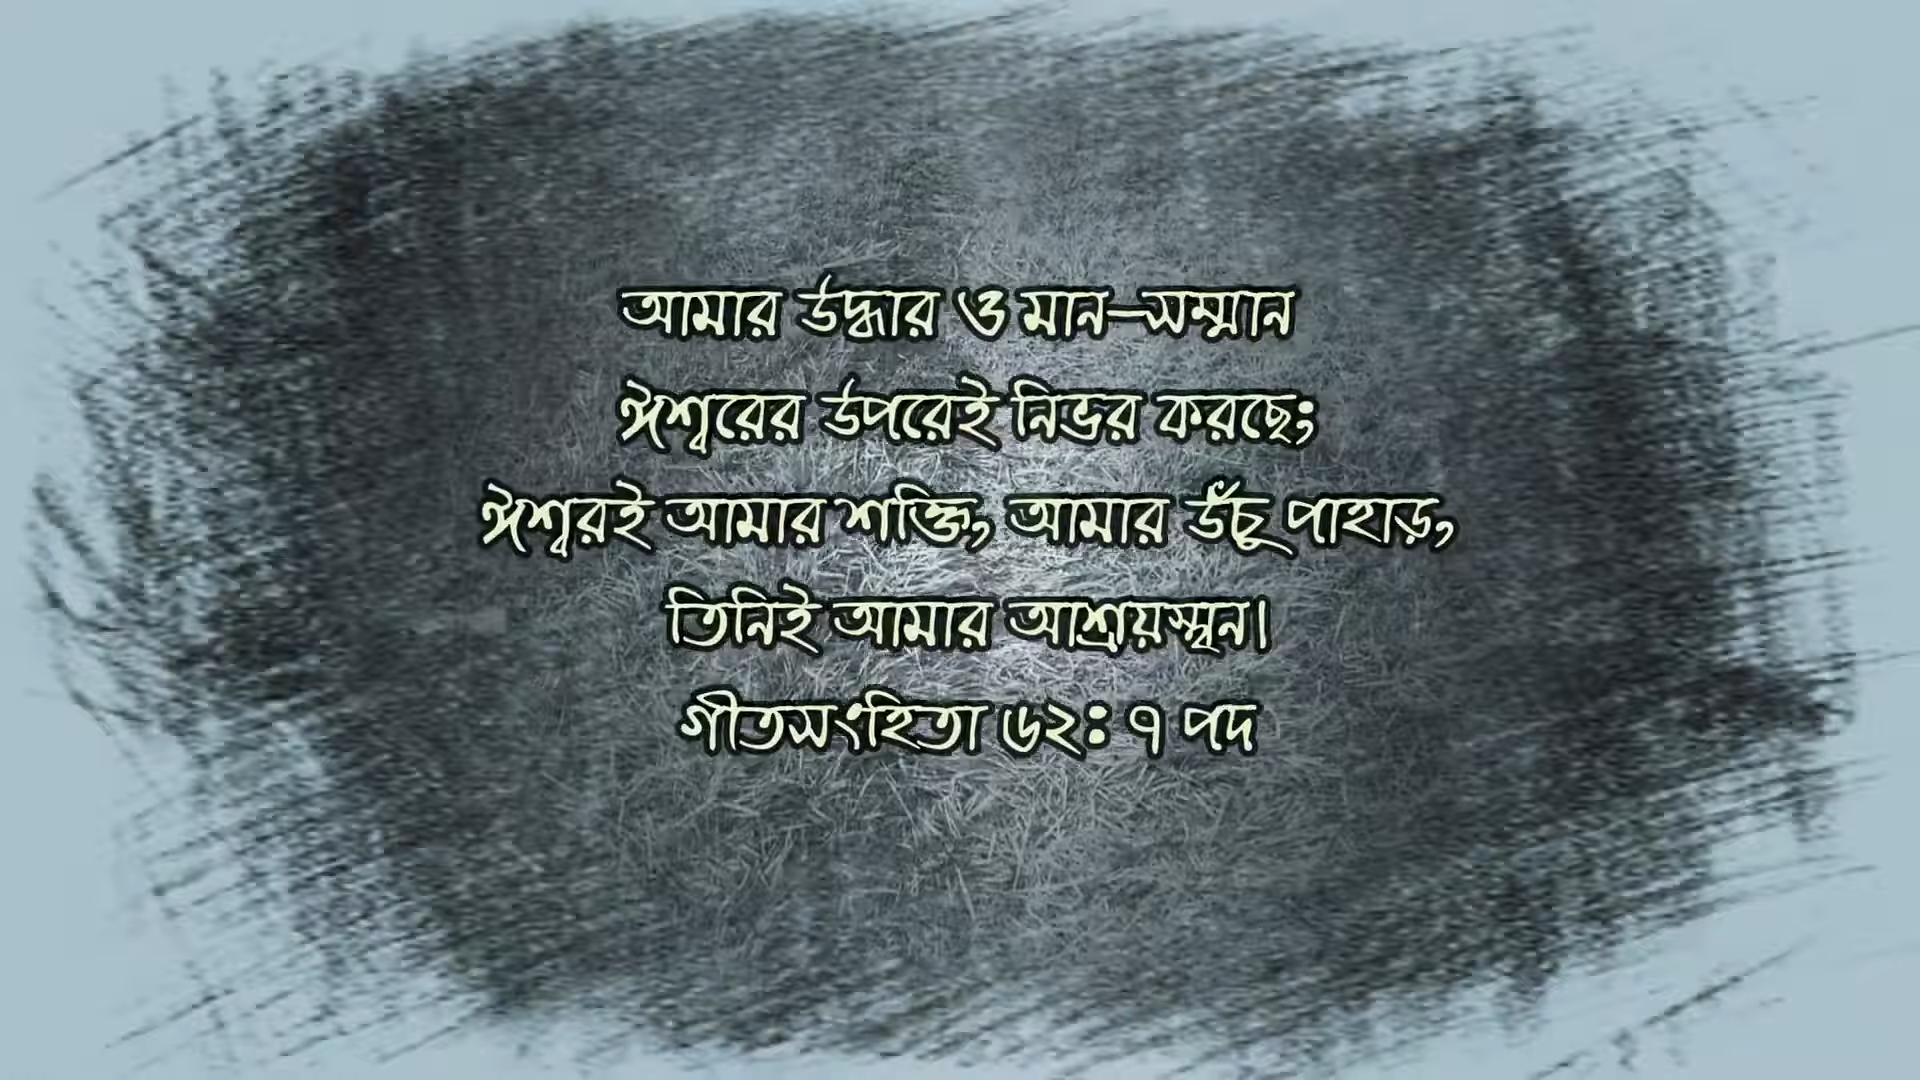 আমার উদ্ধার ও মান-সম্মান
ঈশ্বরের উপরেই নির্ভর করছে;
ঈশ্বরই আমার শক্তি, আমার উঁচু পাহাড়,
তিনিই আমার আশ্রয়স্থন।
গীতসংহিতা ৬২: ৭ পদ